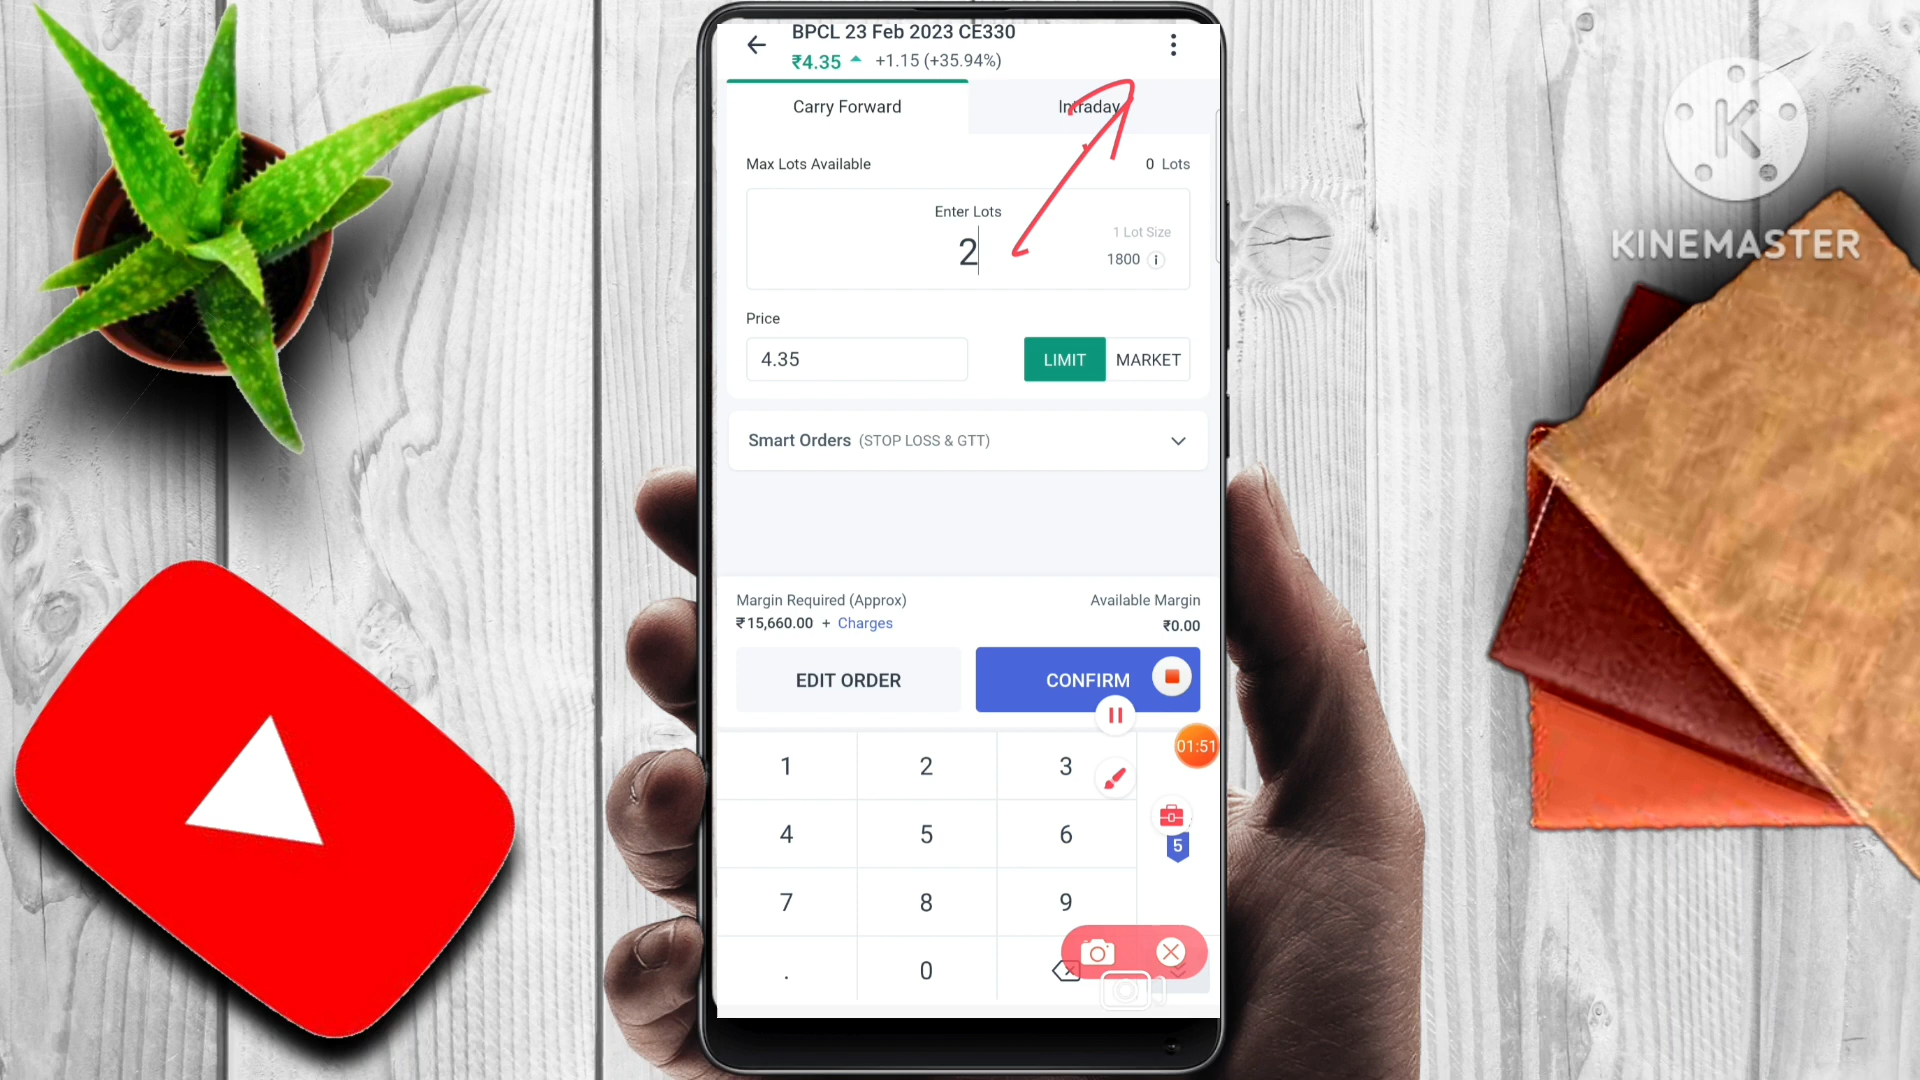 BPCL 23 Feb 2023 CE330
₹4.35 +1.15 (+35.94%)
Carry Forward
Intraday
Max Lots Available
0 Lots
Enter Lots
2
1 Lot Size
1800
Price
4.35
LIMIT
MARKET
Smart Orders (STOP LOSS & GTT)
Margin Required (Approx)
₹15,660.00 + Charges
Available Margin
₹0.00
EDIT ORDER
CONFIRM
01:51
1 2 3
4 5 6
5
7 8 9
. 0
K
KINEMASTER